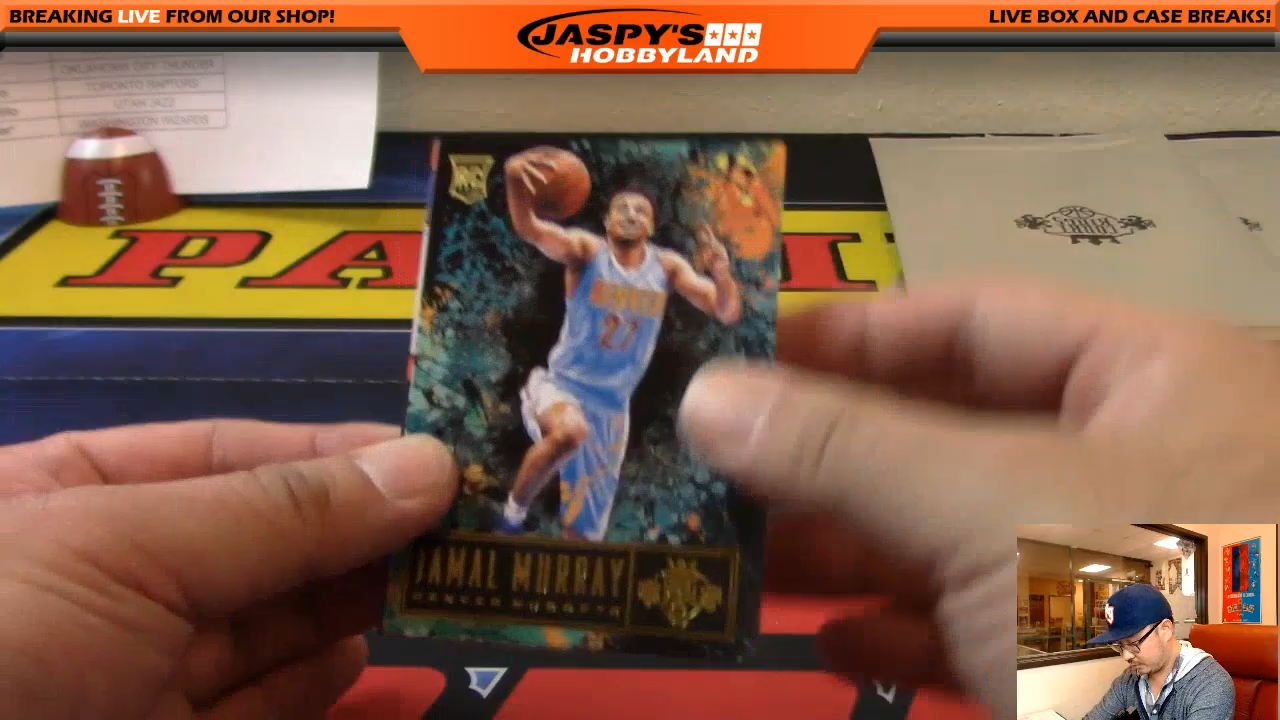 BREAKING LIVE FROM OUR SHOP!
JASPY'S
HOBBYLAND
LIVE BOX AND CASE BREAKS!
OKLAHOMA CITY THUNDER
TORONTO RAPTORS
UTAH JAZZ
WASHINGTON WIZARDS
PA
I
RC
DENVER
27
JAMAL MURRAY
DENVER NUGGETS